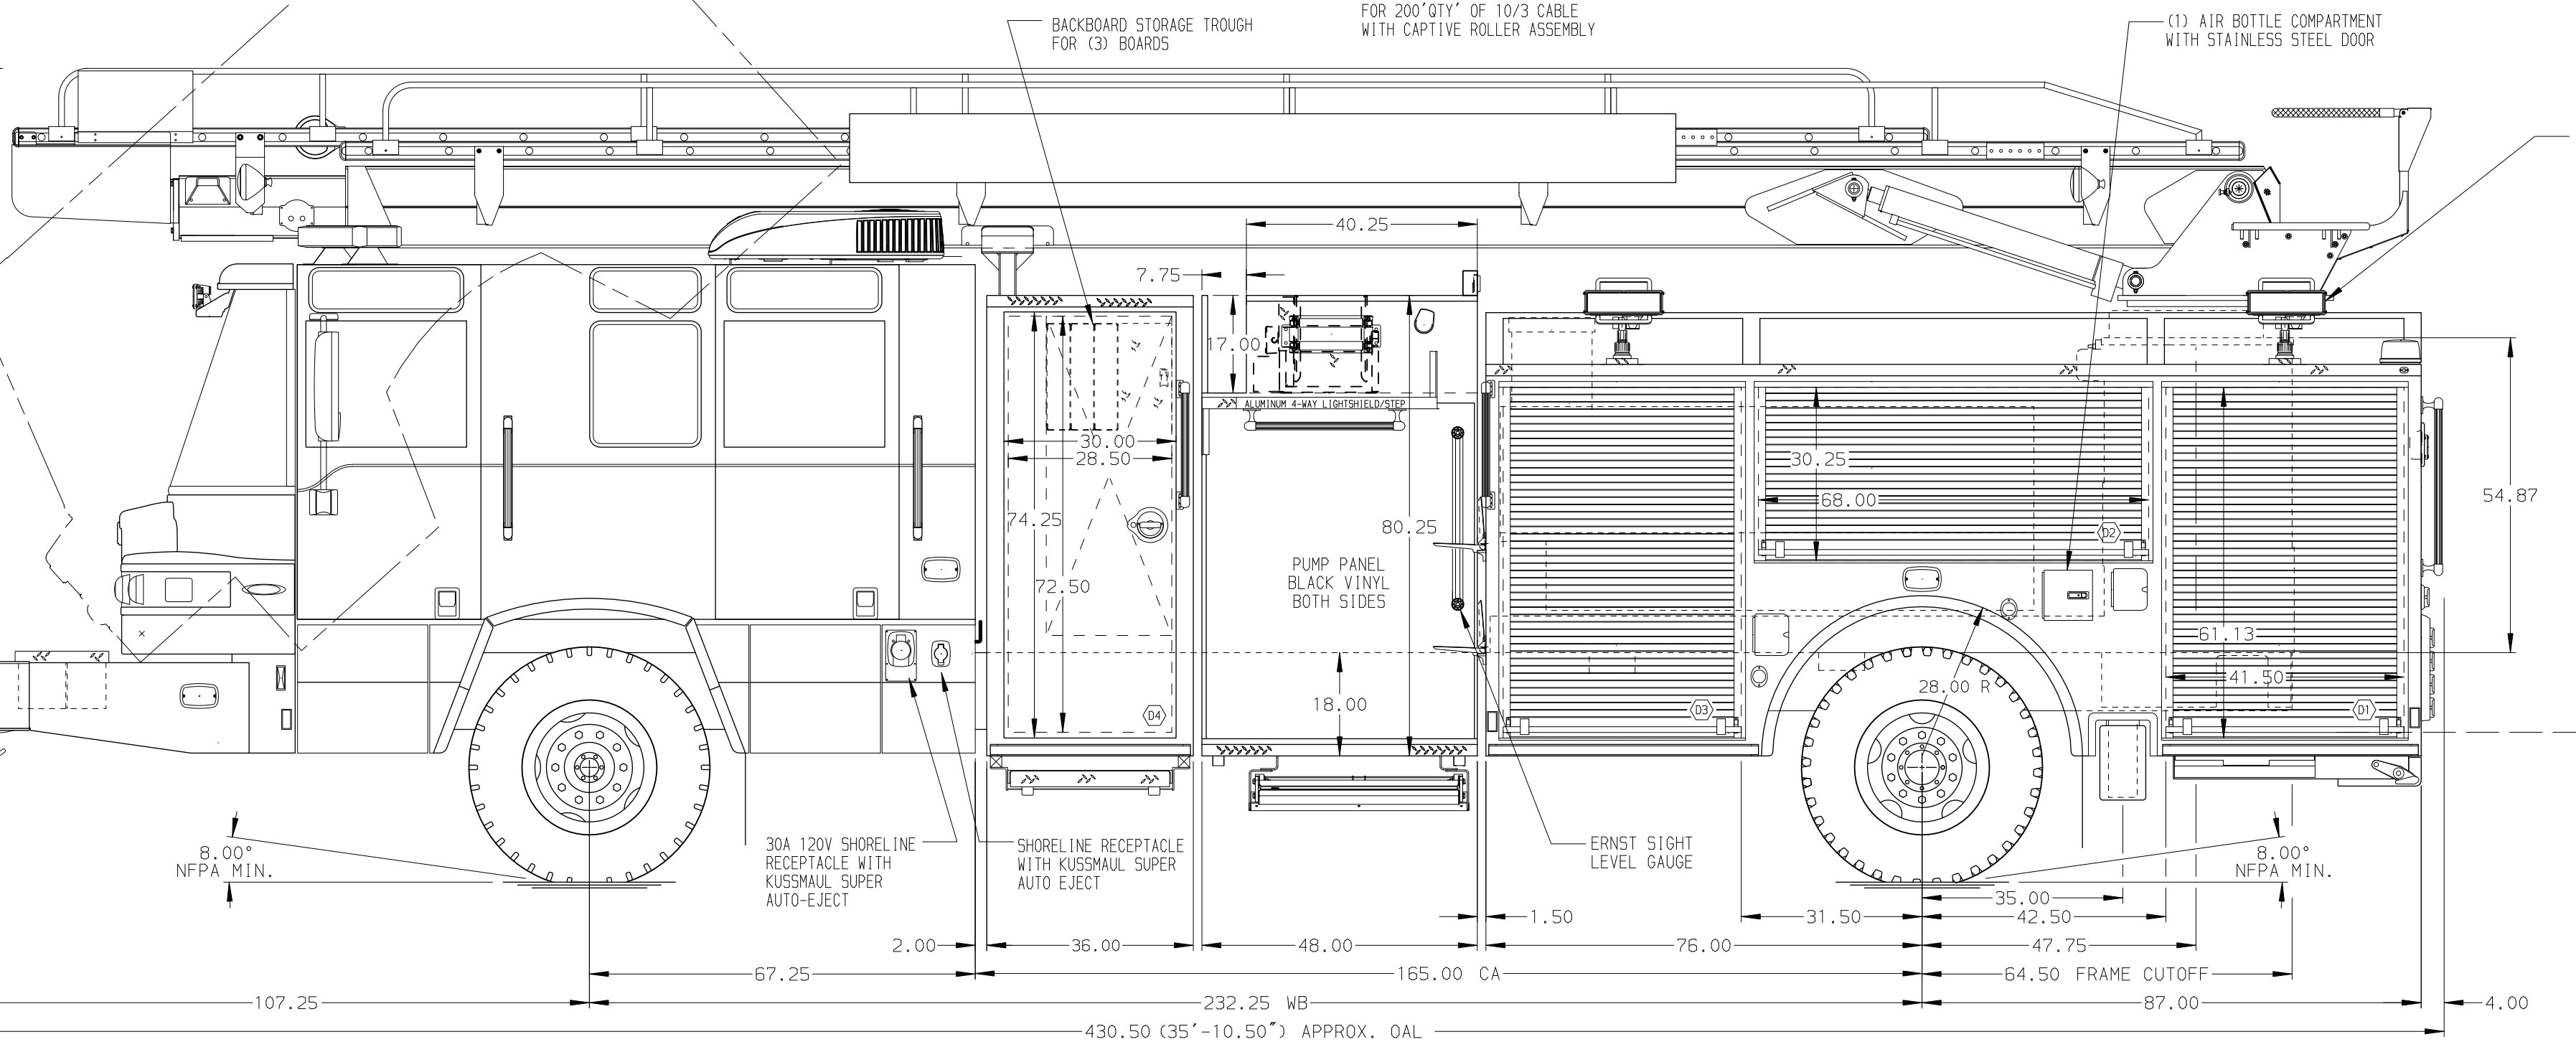 BACKBOARD STORAGE TROUGH
FOR (3) BOARDS
FOR 200'QTY' OF 10/3 CABLE
WITH CAPTIVE ROLLER ASSEMBLY
(1) AIR BOTTLE COMPARTMENT
WITH STAINLESS STEEL DOOR
40.25
7.75
17.00
ALUMINUM 4-WAY LIGHTSHIELD/STEP
30.00
28.50
74.25
72.50
80.25
30.25
68.00
54.87
D2
PUMP PANEL
BLACK VINYL
BOTH SIDES
61.13
41.50
28.00 R
18.00
D4
D3
D1
8.00°
NFPA MIN.
30A 120V SHORELINE
RECEPTACLE WITH
KUSSMAUL SUPER
AUTO-EJECT
SHORELINE RECEPTACLE
WITH KUSSMAUL SUPER
AUTO EJECT
ERNST SIGHT
LEVEL GAUGE
8.00°
NFPA MIN.
35.00
1.50
31.50
42.50
2.00
36.00
48.00
76.00
47.75
67.25
165.00 CA
64.50 FRAME CUTOFF
107.25
232.25 WB
87.00
4.00
430.50 (35'-10.50") APPROX. OAL